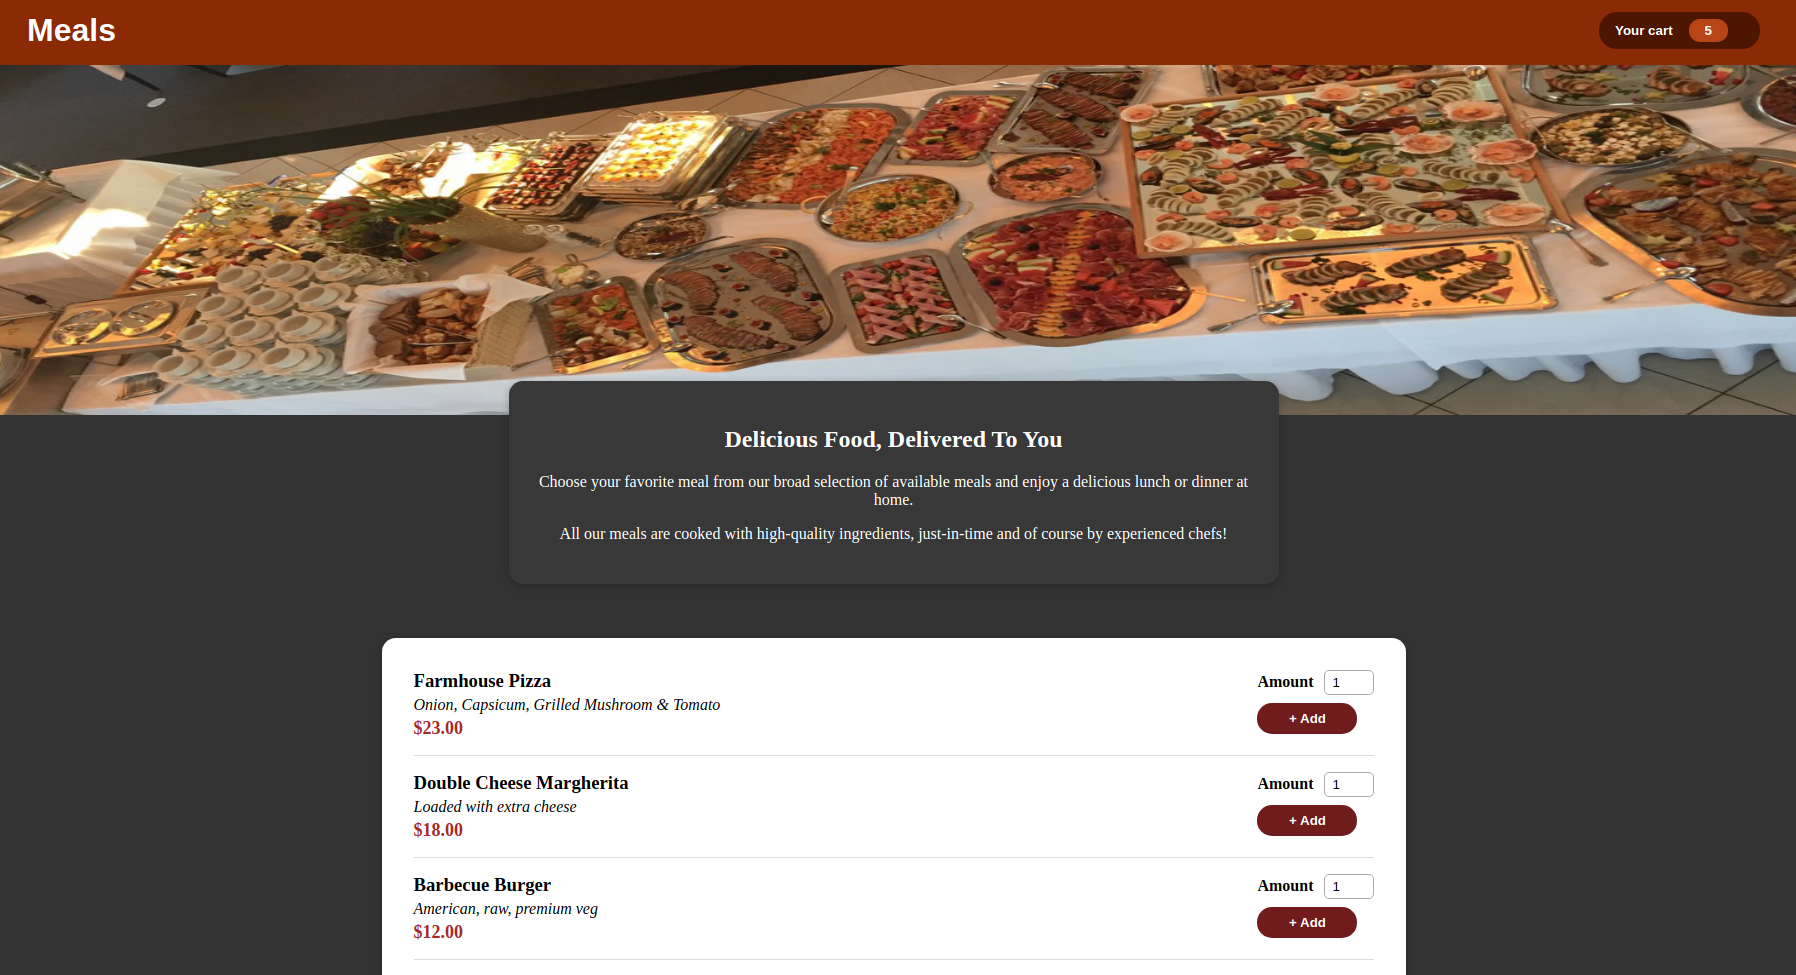 Meals
Your cart 5
Delicious Food, Delivered To You
Choose your favorite meal from our broad selection of available meals and enjoy a delicious lunch or dinner at
home.
All our meals are cooked with high-quality ingredients, just-in-time and of course by experienced chefs!
Farmhouse Pizza
Amount 1
Onion, Capsicum, Grilled Mushroom & Tomato
+ Add
$23.00
Double Cheese Margherita
Amount 1
Loaded with extra cheese
+ Add
$18.00
Barbecue Burger
Amount 1
American, raw, premium veg
+ Add
$12.00